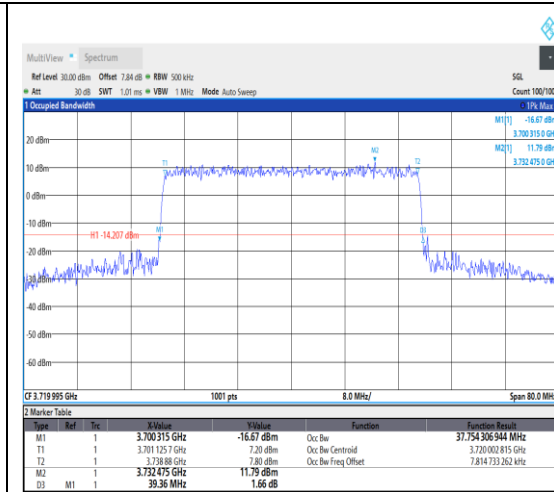 MultiView Spectrum
Ref Level 30.00 dBm Offset 7.84 dB RBW 500 kHz SGL
Att 30 dB SWT 1.01 ms VBW 1 MHz Mode Auto Sweep Count 100/100
1 Occupied Bandwidth 1Pk Max
M1[1] -16.67 dBm
3.700 315 0 GH
M2[1] 11.79 dBm
3.732 475 0 GH
20 dBm
10 dBm
0 dBm
-10 dBm
-20 dBm
-30 dBm
-40 dBm
-50 dBm
-60 dBm
T1 M2 T2
H1 -14.207 dBm M1 D3
CF 3.719 995 GHz 1001 pts 8.0 MHz/ Span 80.0 MHz
2 Marker Table
Type Ref Trc X-Value Y-Value Function Function Result
M1 1 3.700 315 GHz -16.67 dBm Occ Bw 37.754 306 944 MHz
T1 1 3.701 125 7 GHz 7.20 dBm Occ Bw Centroid 3.720 002 815 GHz
T2 1 3.738 88 GHz 7.80 dBm Occ Bw Freq Offset 7.814 733 262 kHz
M2 1 3.732 475 GHz 11.79 dBm
D3 M1 1 39.36 MHz 1.66 dB